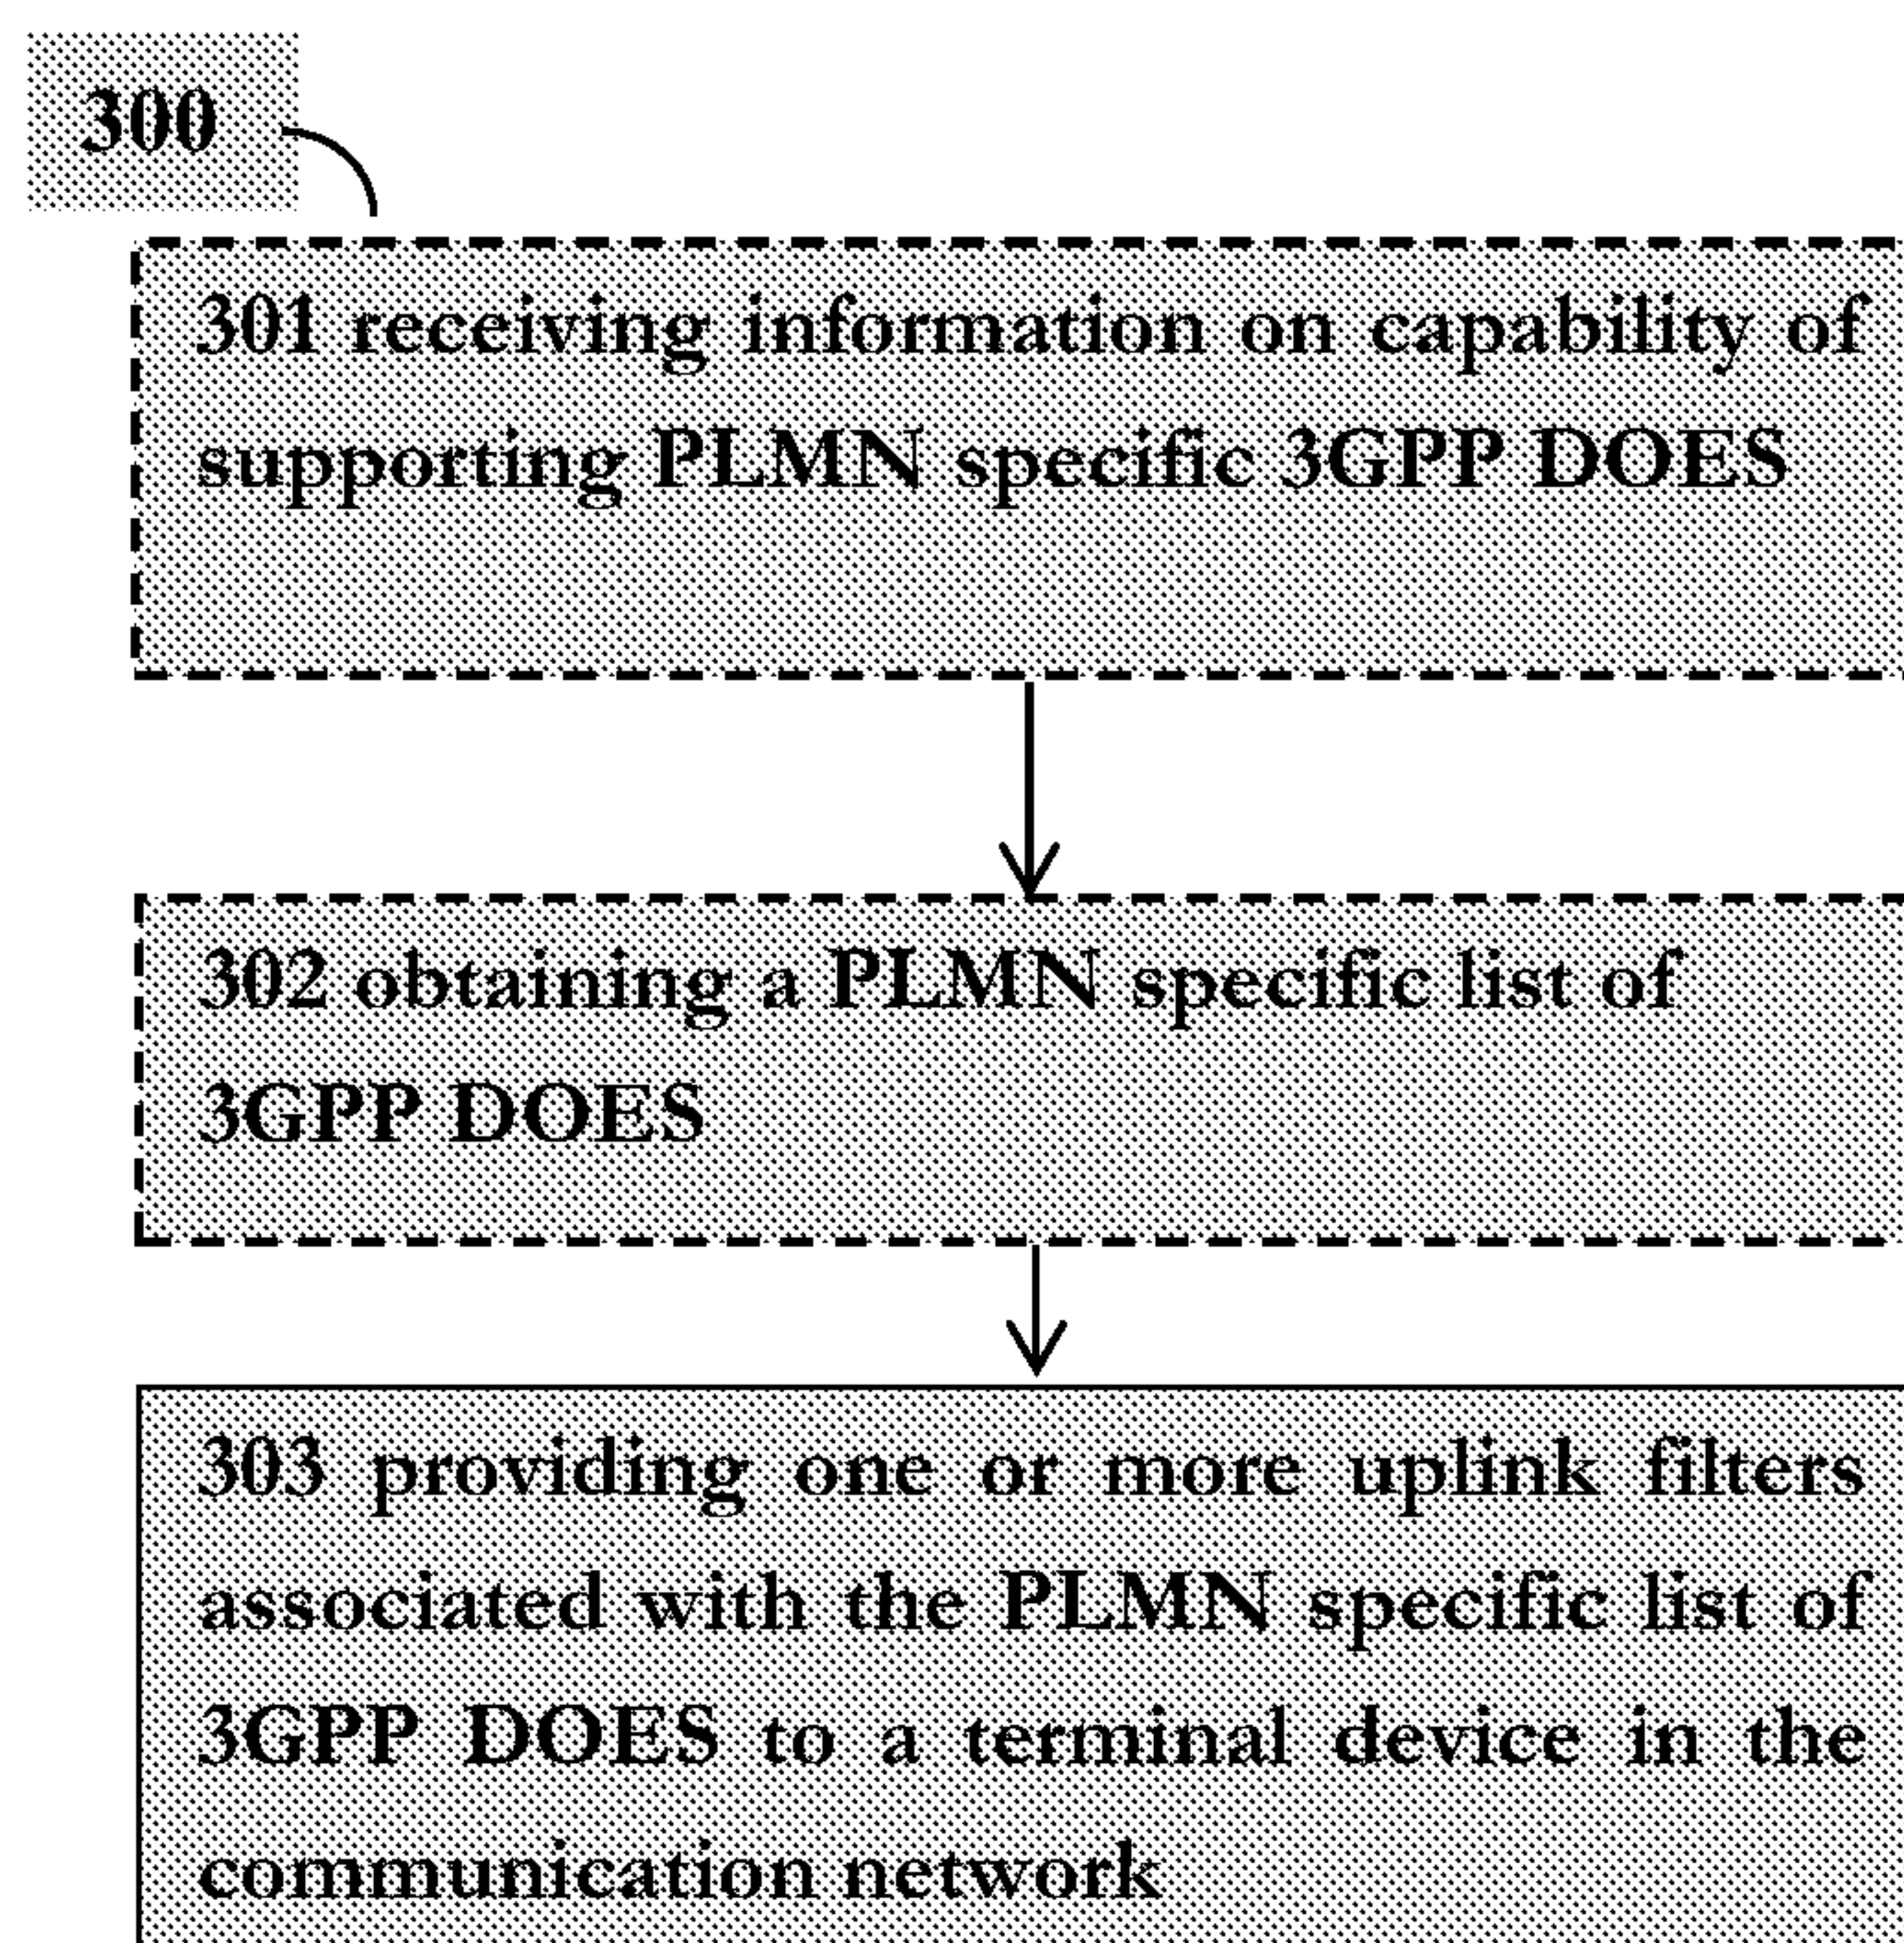 300
301 receiving information on capability of
supporting PLMN specific 3GPP DOES
302 obtaining a PLMN specific list of
3GPP DOES
303 providing one or more uplink filters
associated with the PLMN specific list of
3GPP DOES to a terminal device in the
communication network